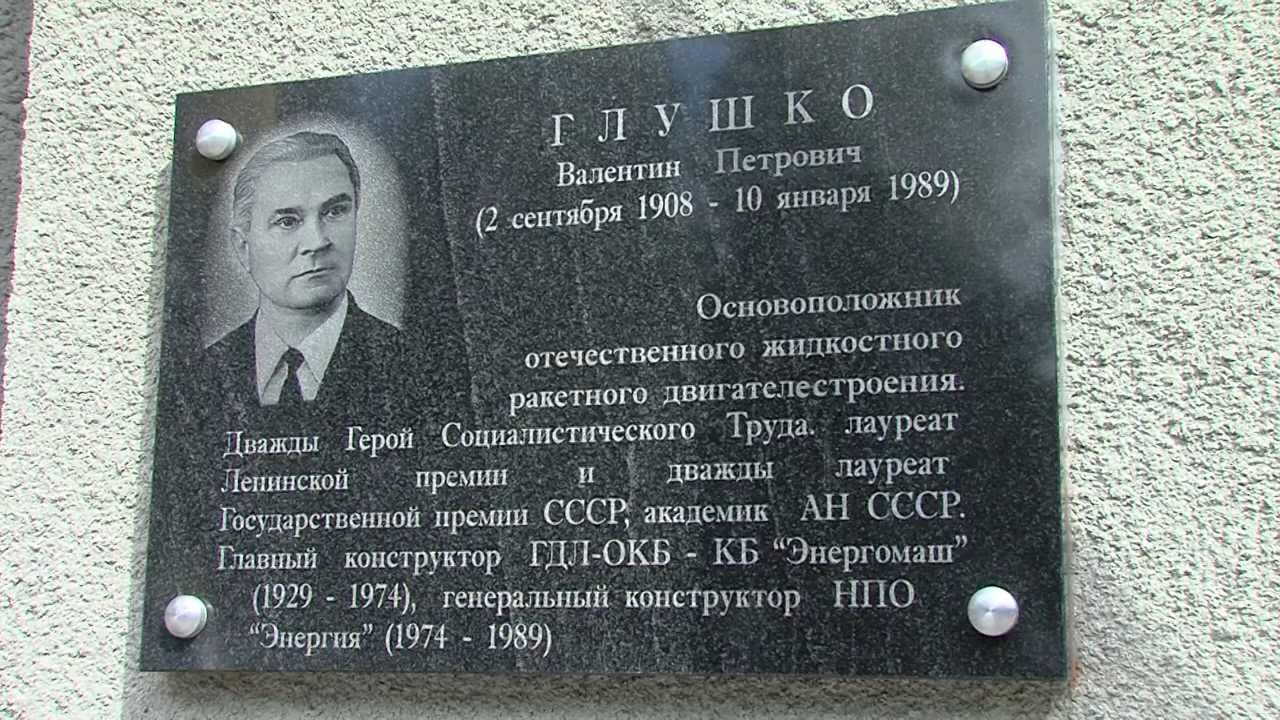 ГЛУШКО
Валентин Петрович
(2 сентября 1908 - 10 января 1989)
Основоположник
отечественного жидкостного
ракетного двигателестроения.
Дважды Герой Социалистического Труда. лауреат
Ленинской премии и дважды лауреат
Государственной премии СССР, академик АН СССР.
Главный конструктор ГДЛ-ОКБ - КБ “Энергомаш”
(1929 - 1974), генеральный конструктор НПО
“Энергия” (1974 - 1989)